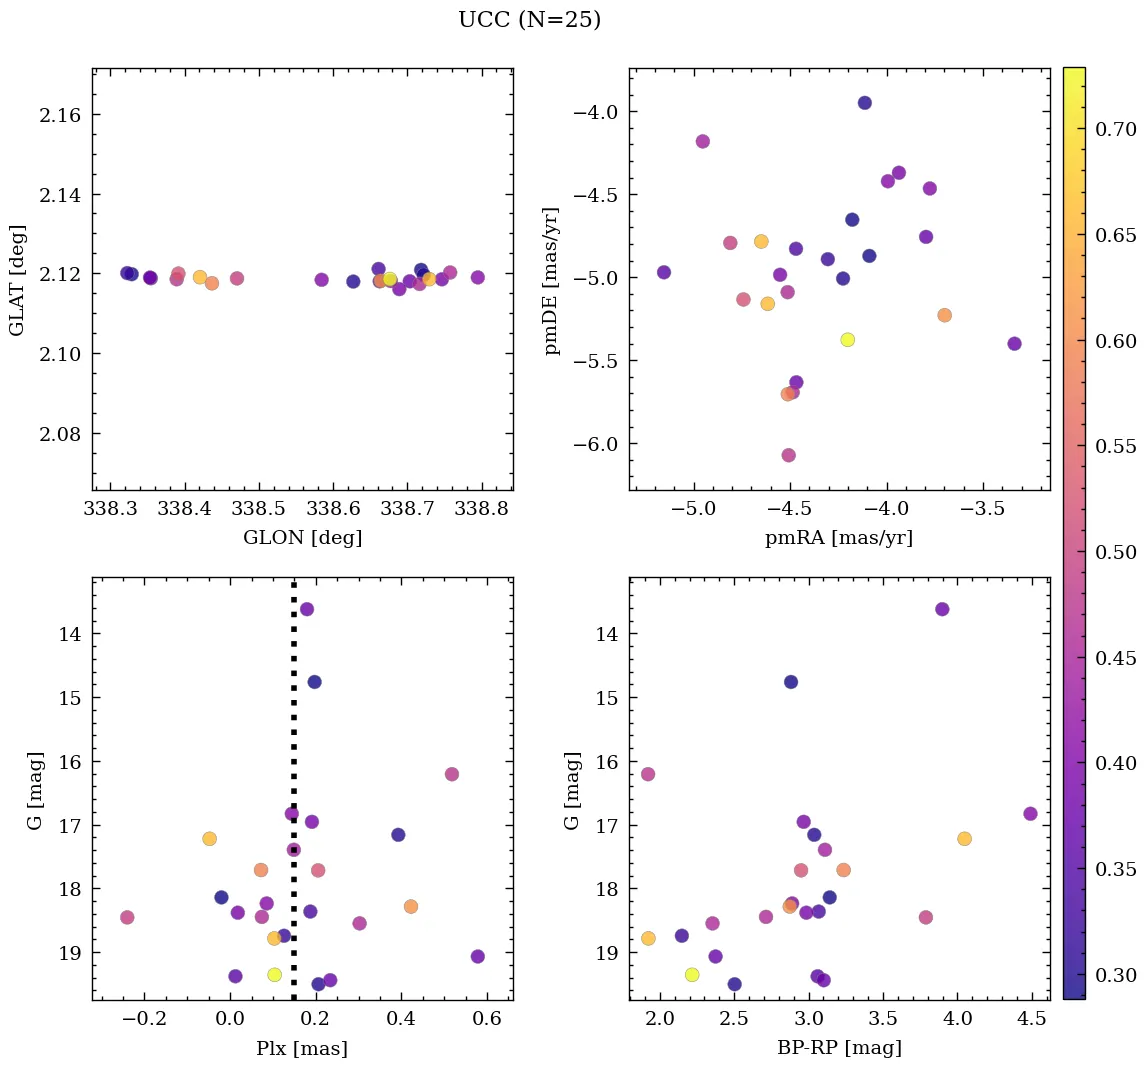 UCC (N=25)
2.16
2.14
2.12
2.10
2.08
GLAT [deg]
338.3 338.4 338.5 338.6 338.7 338.8
GLON [deg]
−4.0
−4.5
−5.0
−5.5
−6.0
pmDE [mas/yr]
−5.0 −4.5 −4.0 −3.5
pmRA [mas/yr]
14
15
16
17
18
19
G [mag]
−0.2 0.0 0.2 0.4 0.6
Plx [mas]
14
15
16
17
18
19
G [mag]
2.0 2.5 3.0 3.5 4.0 4.5
BP-RP [mag]
0.70
0.65
0.60
0.55
0.50
0.45
0.40
0.35
0.30